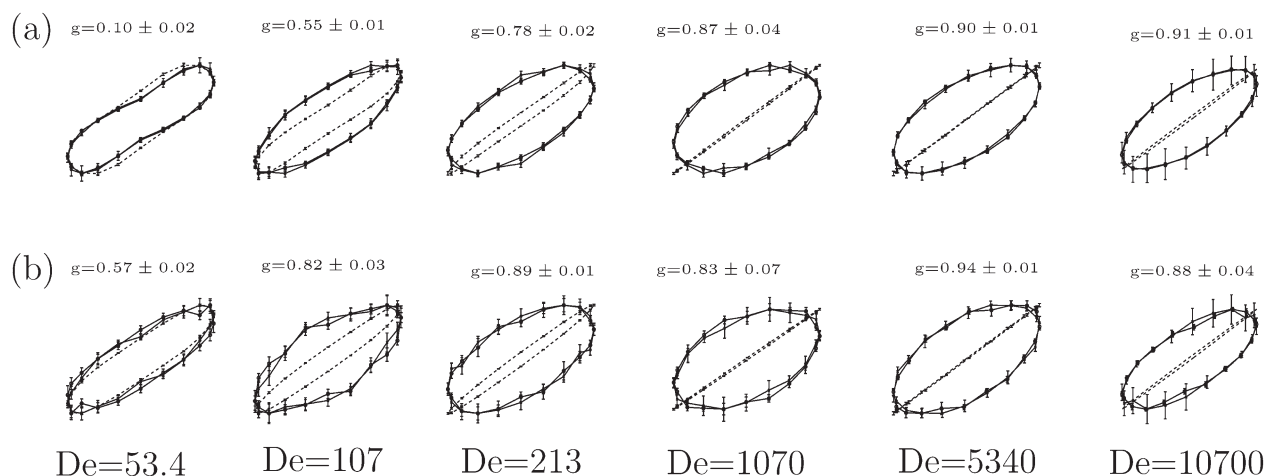 (a) g=0.10 ± 0.02 g=0.55 ± 0.01 g=0.78 ± 0.02 g=0.87 ± 0.04 g=0.90 ± 0.01 g=0.91 ± 0.01
(b) g=0.57 ± 0.02 g=0.82 ± 0.03 g=0.89 ± 0.01 g=0.83 ± 0.07 g=0.94 ± 0.01 g=0.88 ± 0.04
De=53.4 De=107 De=213 De=1070 De=5340 De=10700